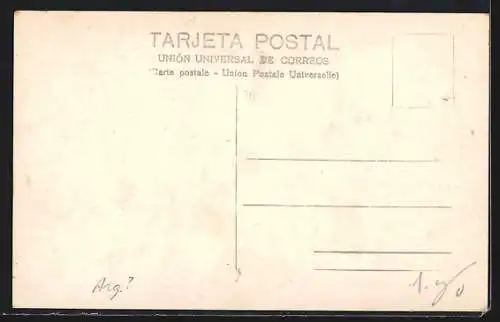 TARJETA POSTAL
UNIÓN UNIVERSAL DE CORREOS
(Carte postale - Union Postale Universelle)
Arg?